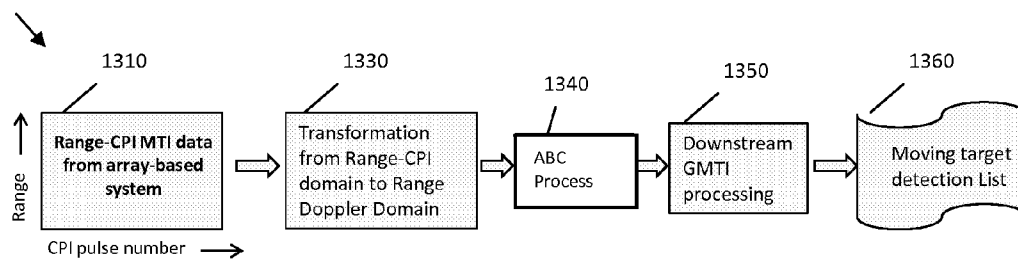 1310
1330
1340
1350
1360
Range
Range-CPI MTI data
from array-based
system
Transformation
from Range-CPI
domain to Range
Doppler Domain
ABC
Process
Downstream
GMTI
processing
Moving target
detection List
CPI pulse number